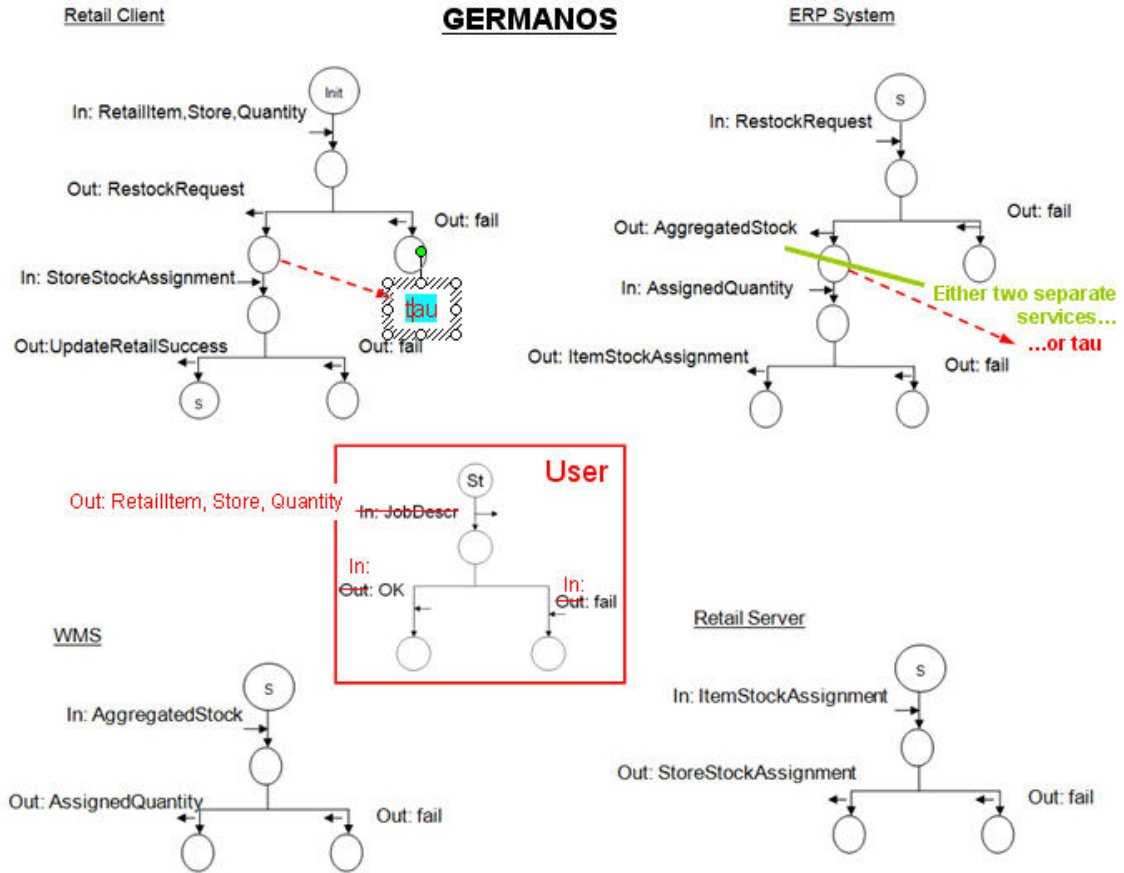 Retail Client
GERMANOS
ERP System
Init
In: RetailItem,Store,Quantity
S
In: RestockRequest
Out: RestockRequest
Out: fail
Out: fail
Out: AggregatedStock
In: StoreStockAssignment
In: AssignedQuantity
Either two separate
services…
tau
…or tau
Out:UpdateRetailSuccess
Out: fail
Out: ItemStockAssignment
Out: fail
S
User
St
Out: RetailItem, Store, Quantity
In: JobDescr
In:
Out: OK
In:
Out: fail
WMS
Retail Server
S
S
In: AggregatedStock
In: ItemStockAssignment
Out: AssignedQuantity
Out: fail
Out: StoreStockAssignment
Out: fail